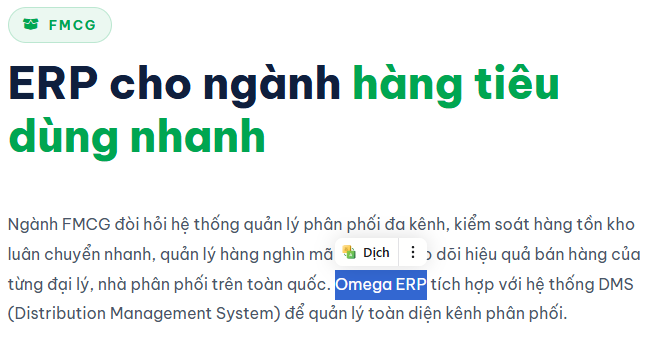 FMCG
ERP cho ngành hàng tiêu
dùng nhanh
Ngành FMCG đòi hỏi hệ thống quản lý phân phối đa kênh, kiểm soát hàng tồn kho
Dịch
luân chuyển nhanh, quản lý hàng nghìn mã dõi hiệu quả bán hàng của
từng đại lý, nhà phân phối trên toàn quốc. Omega ERP tích hợp với hệ thống DMS
(Distribution Management System) để quản lý toàn diện kênh phân phối.